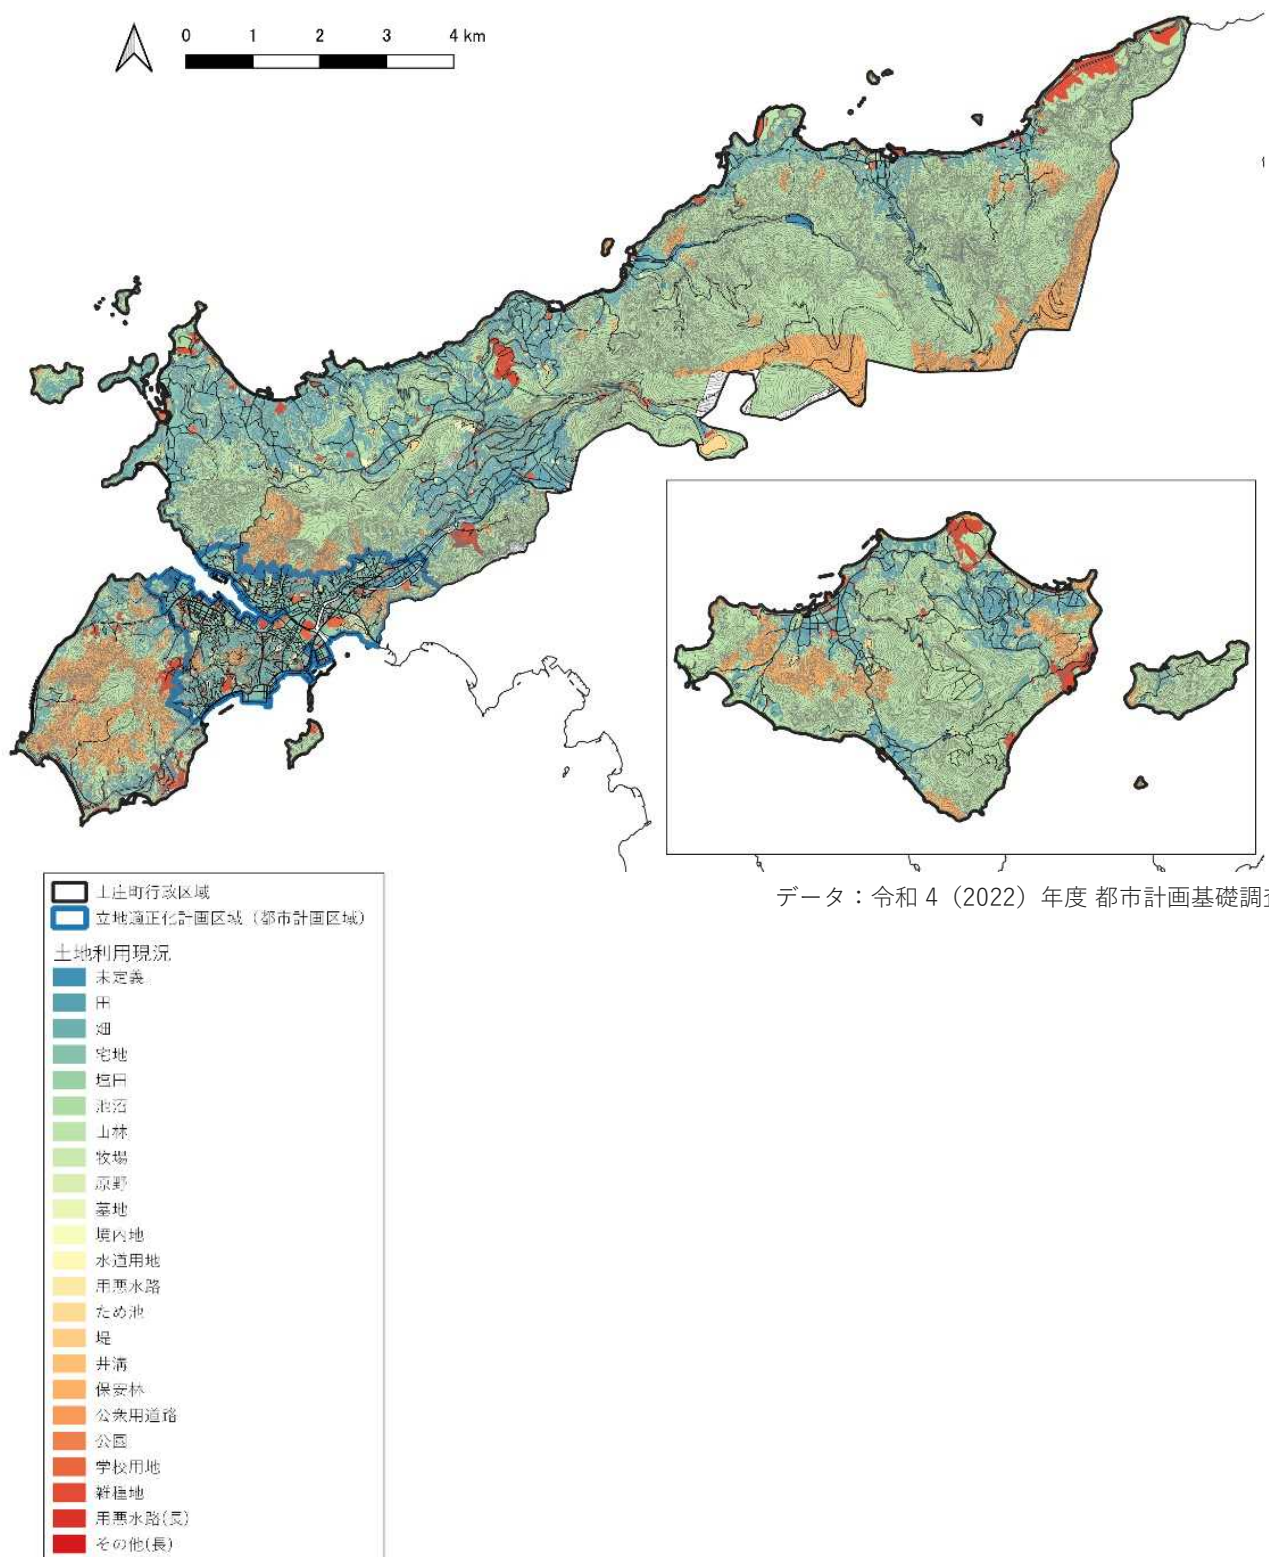 0 1 2 3 4 km
データ：令和 4（2022）年度 都市計画基礎調査
土庄町行政区域
立地適正化計画区域（都市計画区域）
土地利用現況
未定義
田
畑
宅地
塩田
池沼
山林
牧場
原野
墓地
境内地
水道用地
用悪水路
ため池
堤
井溝
保安林
公衆用道路
公園
学校用地
雑種地
用悪水路(長)
その他(長)